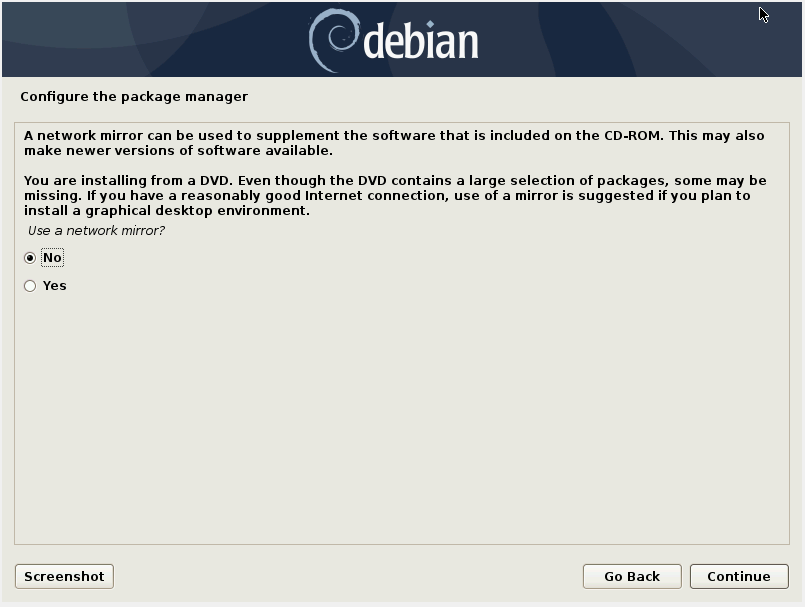 debian
Configure the package manager
A network mirror can be used to supplement the software that is included on the CD-ROM. This may also
make newer versions of software available.
You are installing from a DVD. Even though the DVD contains a large selection of packages, some may be
missing. If you have a reasonably good Internet connection, use of a mirror is suggested if you plan to
install a graphical desktop environment.
Use a network mirror?
No
Yes
Screenshot Go Back Continue